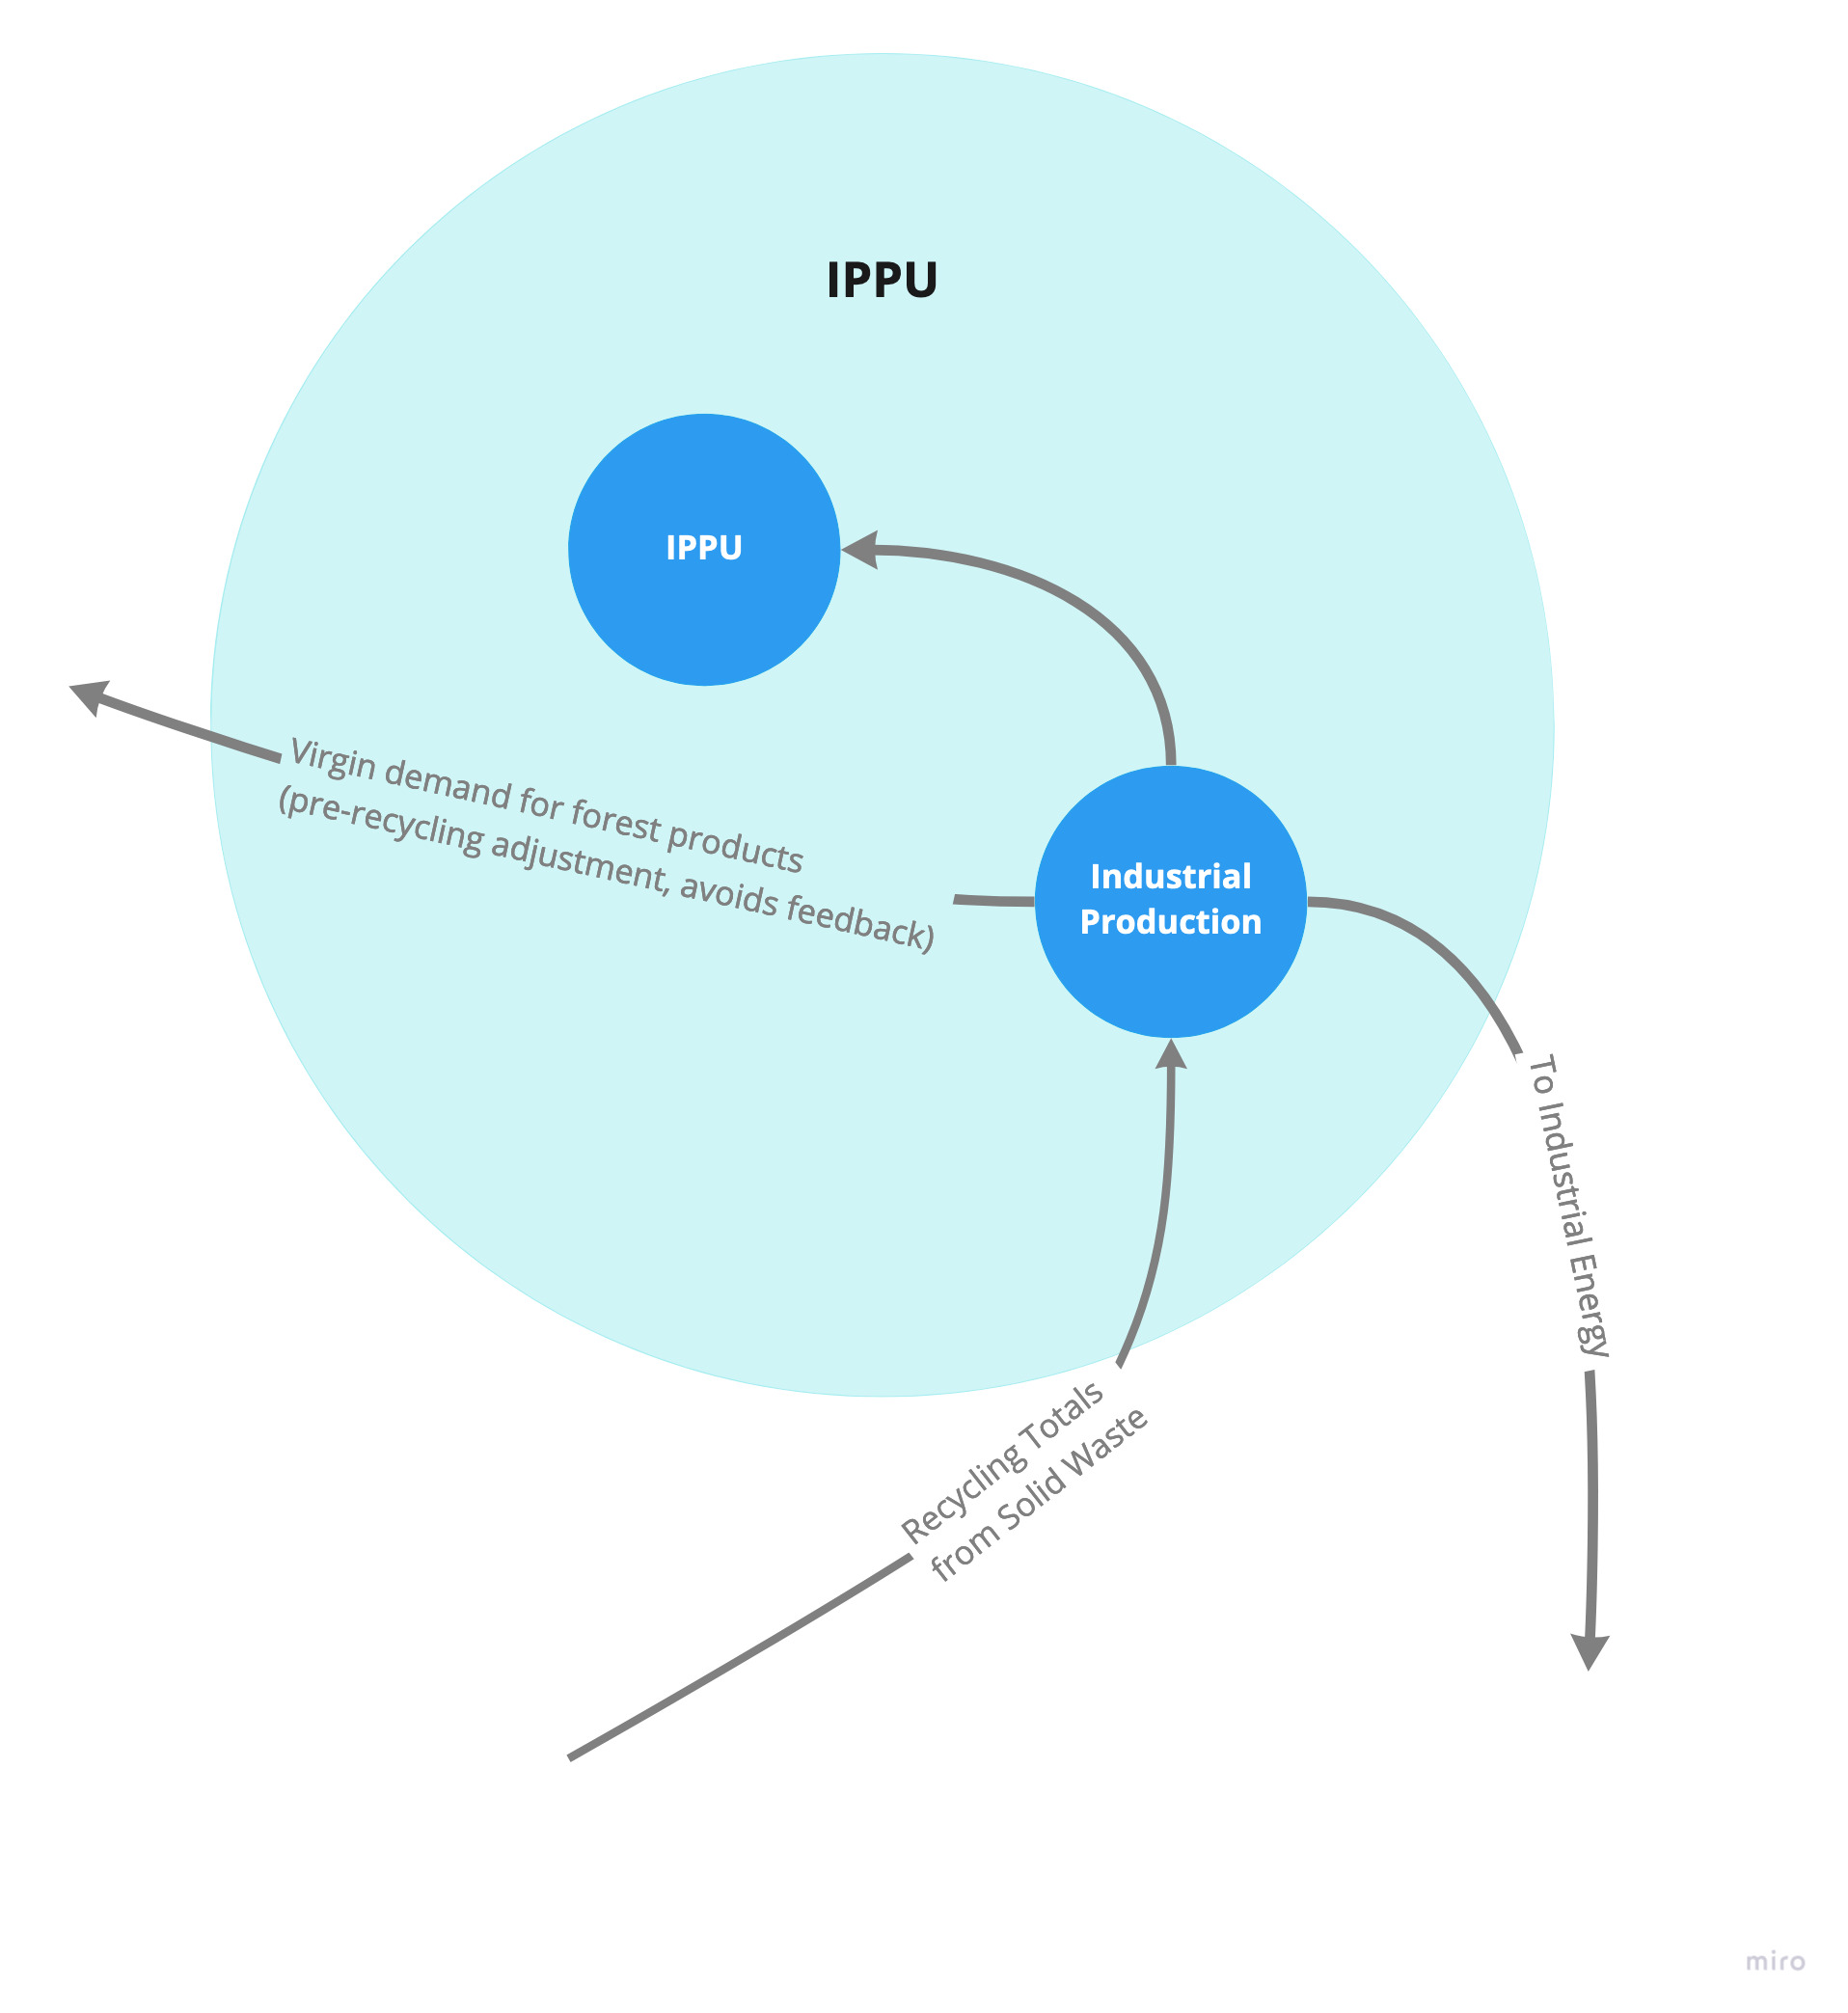 IPPU
IPPU
Virgin demand for forest products
(pre-recycling adjustment, avoids feedback)
Industrial
Production
To Industrial Energy
Recycling Totals
from Solid Waste
miro